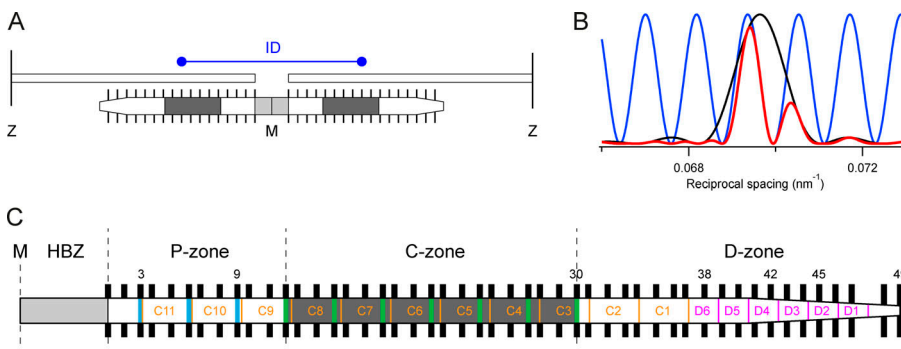 A
ID
Z
M
Z
B
0.068
0.072
Reciprocal spacing (nm⁻¹)
C
M
HBZ
P-zone
C-zone
D-zone
3
9
30
38
42
45
C11
C10
C9
C8
C7
C6
C5
C4
C3
C2
C1
D6
D5
D4
D3
D2
D1